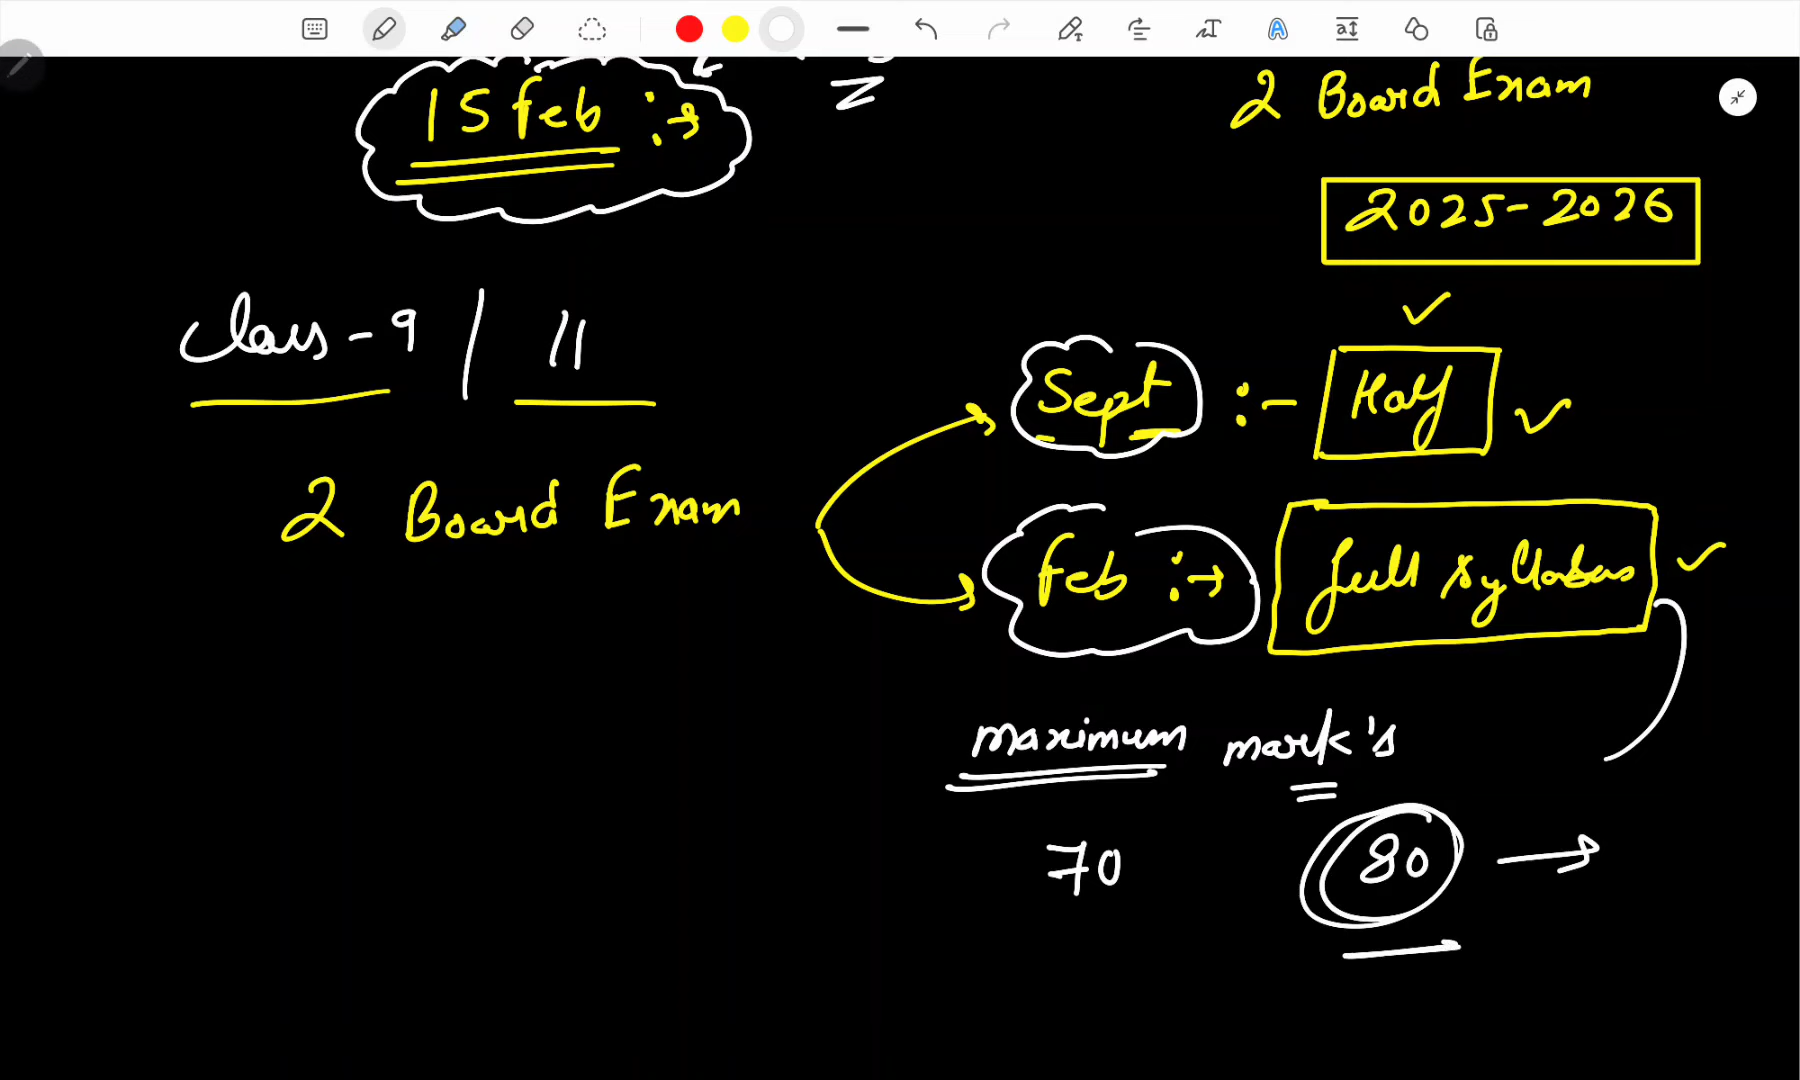 15 feb :→
2 Board Exam
2025-2026
Class-9 / 11
Sept :- Half
2 Board Exam
feb :→ full syllabus
maximum mark's
70 80 →